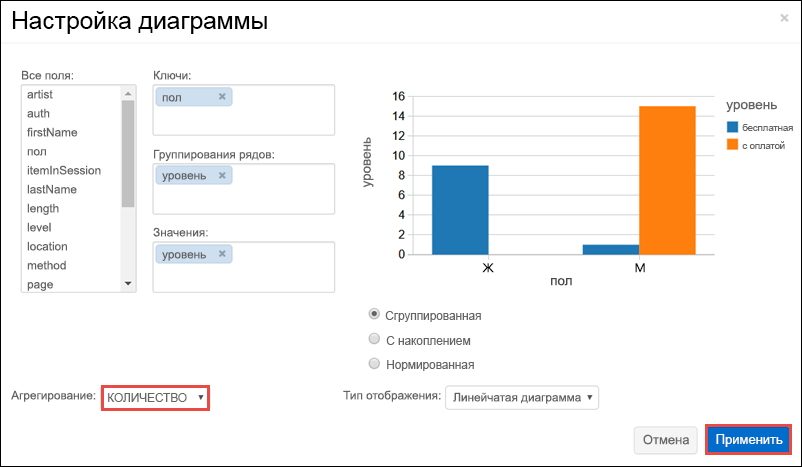 Настройка диаграммы
×
Все поля:
artist
auth
firstName
пол
itemInSession
lastName
length
level
location
method
page
Ключи:
пол ×
Группирования рядов:
уровень ×
Значения:
уровень ×
16
14
12
10
8
6
4
2
0
уровень
Ж
М
пол
уровень
бесплатная
с оплатой
Сгруппированная
С накоплением
Нормированная
Агрегирование: КОЛИЧЕСТВО
Тип отображения: Линейчатая диаграмма
Отмена
Применить